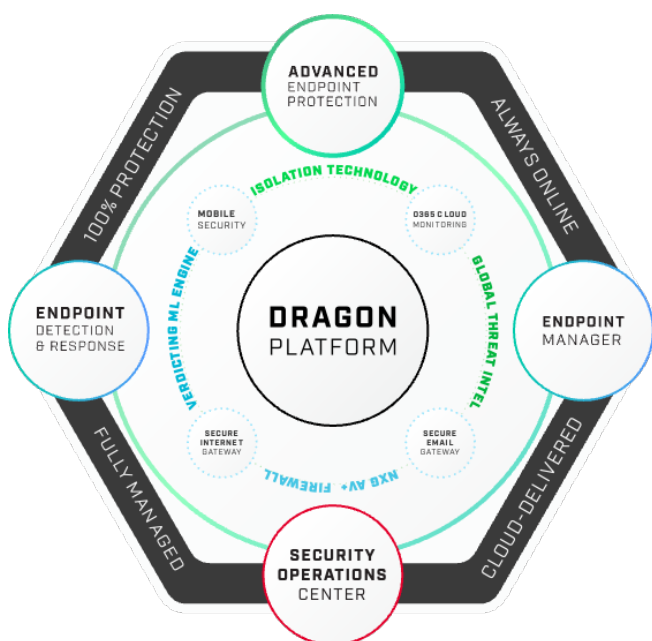 ADVANCED
ENDPOINT
PROTECTION
100% PROTECTION
ALWAYS ONLINE
ISOLATION TECHNOLOGY
MOBILE
SECURITY
O365 CLOUD
MONITORING
VERDICTING ML ENGINE
GLOBAL THREAT INTEL
ENDPOINT
DETECTION
& RESPONSE
DRAGON
PLATFORM
ENDPOINT
MANAGER
SECURE
INTERNET
GATEWAY
SECURE
EMAIL
GATEWAY
NXG AV+ FIREWALL
FULLY MANAGED
CLOUD-DELIVERED
SECURITY
OPERATIONS
CENTER